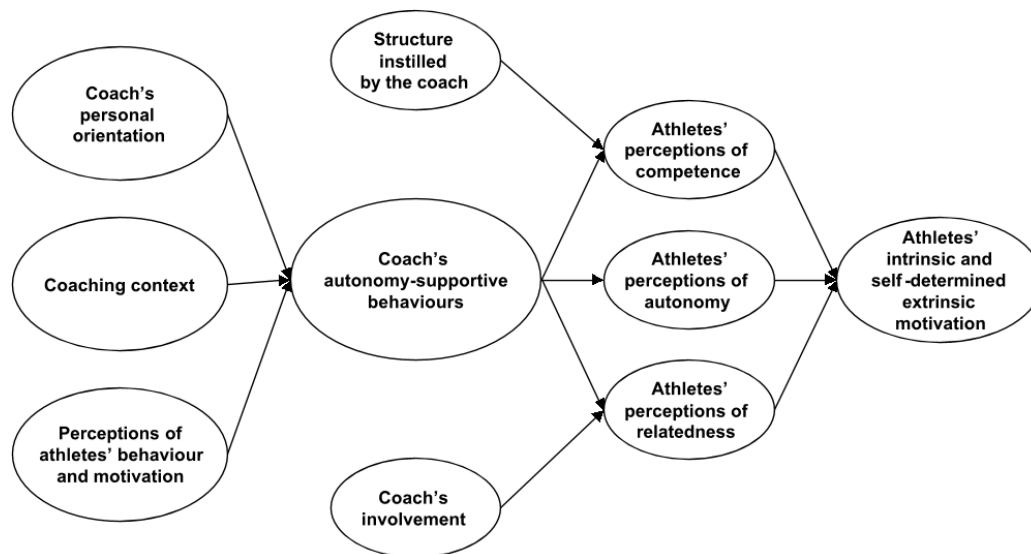 Coach's
personal
orientation
Coaching context
Perceptions of
athletes' behaviour
and motivation
Coach's
autonomy-supportive
behaviours
Structure
instilled
by the coach
Coach's
involvement
Athletes'
perceptions of
competence
Athletes'
perceptions of
autonomy
Athletes'
perceptions of
relatedness
Athletes'
intrinsic and
self-determined
extrinsic
motivation